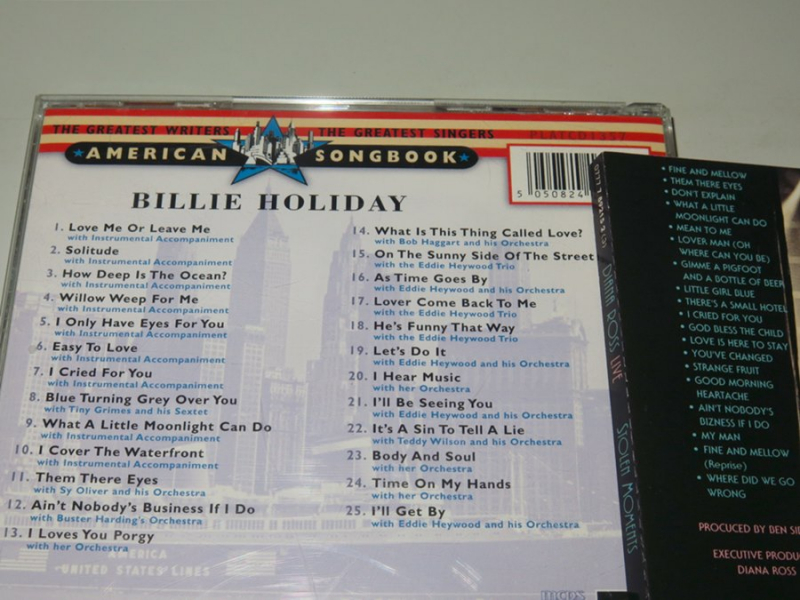 THE GREATEST WRITERS THE GREATEST SINGERS PLATCD1357
AMERICAN SONGBOOK
5 050824
BILLIE HOLIDAY
1. Love Me Or Leave Me
with Instrumental Accompaniment
2. Solitude
with Instrumental Accompaniment
3. How Deep Is The Ocean?
with Instrumental Accompaniment
4. Willow Weep For Me
with Instrumental Accompaniment
5. I Only Have Eyes For You
with Instrumental Accompaniment
6. Easy To Love
with Instrumental Accompaniment
7. I Cried For You
with Instrumental Accompaniment
8. Blue Turning Grey Over You
with Tiny Grimes and his Sextet
9. What A Little Moonlight Can Do
with Instrumental Accompaniment
10. I Cover The Waterfront
with Instrumental Accompaniment
11. Them There Eyes
with Sy Oliver and his Orchestra
12. Ain't Nobody's Business If I Do
with Buster Harding's Orchestra
13. I Loves You Porgy
with her Orchestra
14. What Is This Thing Called Love?
with Bob Haggart and his Orchestra
15. On The Sunny Side Of The Street
with the Eddie Heywood Trio
16. As Time Goes By
with Eddie Heywood and his Orchestra
17. Lover Come Back To Me
with the Eddie Heywood Trio
18. He's Funny That Way
with the Eddie Heywood Trio
19. Let's Do It
with Eddie Heywood and his Orchestra
20. I Hear Music
with her Orchestra
21. I'll Be Seeing You
with Eddie Heywood and his Orchestra
22. It's A Sin To Tell A Lie
with Teddy Wilson and his Orchestra
23. Body And Soul
with her Orchestra
24. Time On My Hands
with her Orchestra
25. I'll Get By
with Eddie Heywood and his Orchestra
AMERICA
UNITED STATES LINES
mcps
DIANA ROSS LIVE
STOLEN MOMENTS
• FINE AND MELLOW
• THEM THERE EYES
• DON'T EXPLAIN
• WHAT A LITTLE
MOONLIGHT CAN DO
• MEAN TO ME
• LOVER MAN (OH
WHERE CAN YOU BE)
• GIMME A PIGFOOT
AND A BOTTLE OF BEER
• LITTLE GIRL BLUE
• THERE'S A SMALL HOTEL
• I CRIED FOR YOU
• GOD BLESS THE CHILD
• LOVE IS HERE TO STAY
• YOU'VE CHANGED
• STRANGE FRUIT
• GOOD MORNING
HEARTACHE
• AIN'T NOBODY'S
BIZNESS IF I DO
• MY MAN
• FINE AND MELLOW
(Reprise)
• WHERE DID WE GO
WRONG
PROCUCED BY BEN
EXECUTIVE
DIANA ROSS